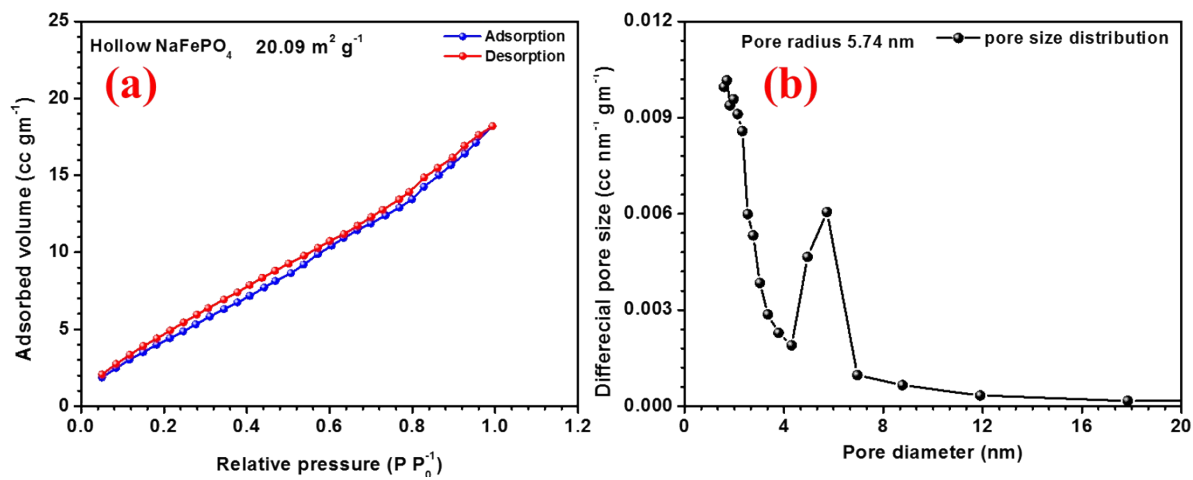 25
20
15
10
5
0
0.0 0.2 0.4 0.6 0.8 1.0 1.2
Adsorbed volume (cc gm⁻¹)
Relative pressure (P P₀⁻¹)
Hollow NaFePO₄ 20.09 m² g⁻¹
Adsorption
Desorption
(a)
0.012
0.009
0.006
0.003
0.000
0 4 8 12 16 20
Differecial pore size (cc nm⁻¹ gm⁻¹)
Pore diameter (nm)
Pore radius 5.74 nm
pore size distribution
(b)